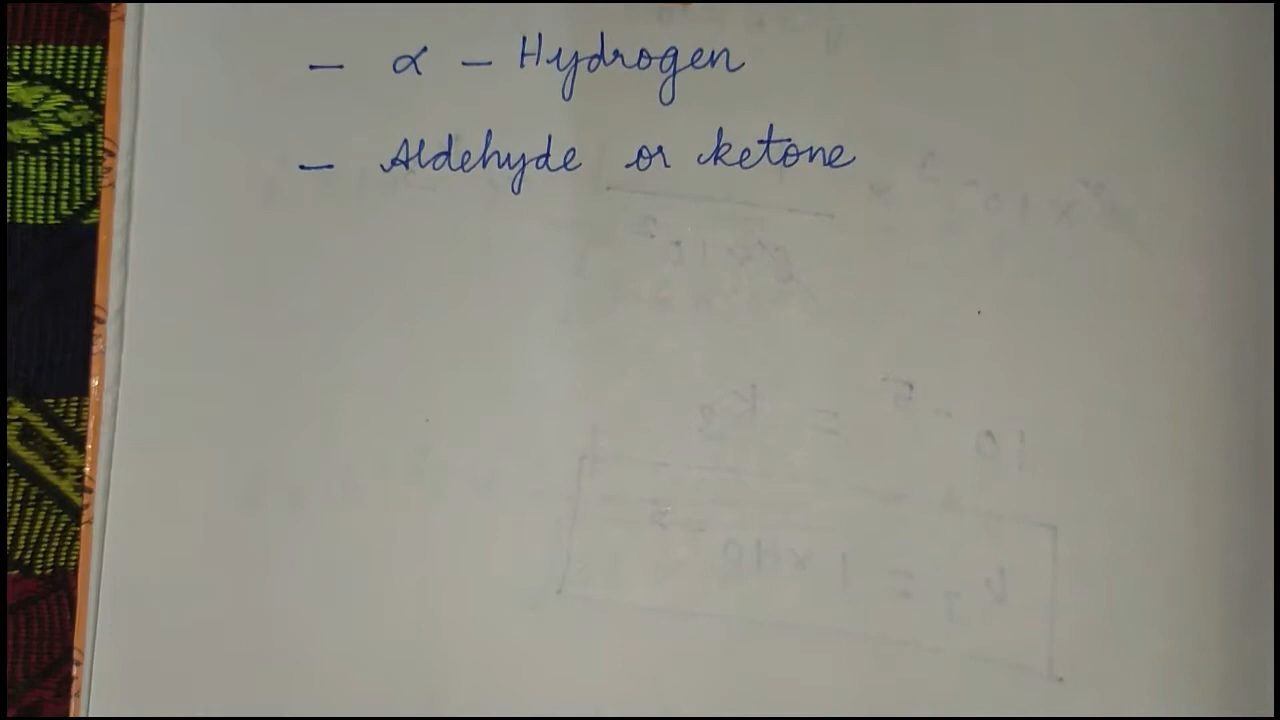 - α - Hydrogen
- Aldehyde or ketone